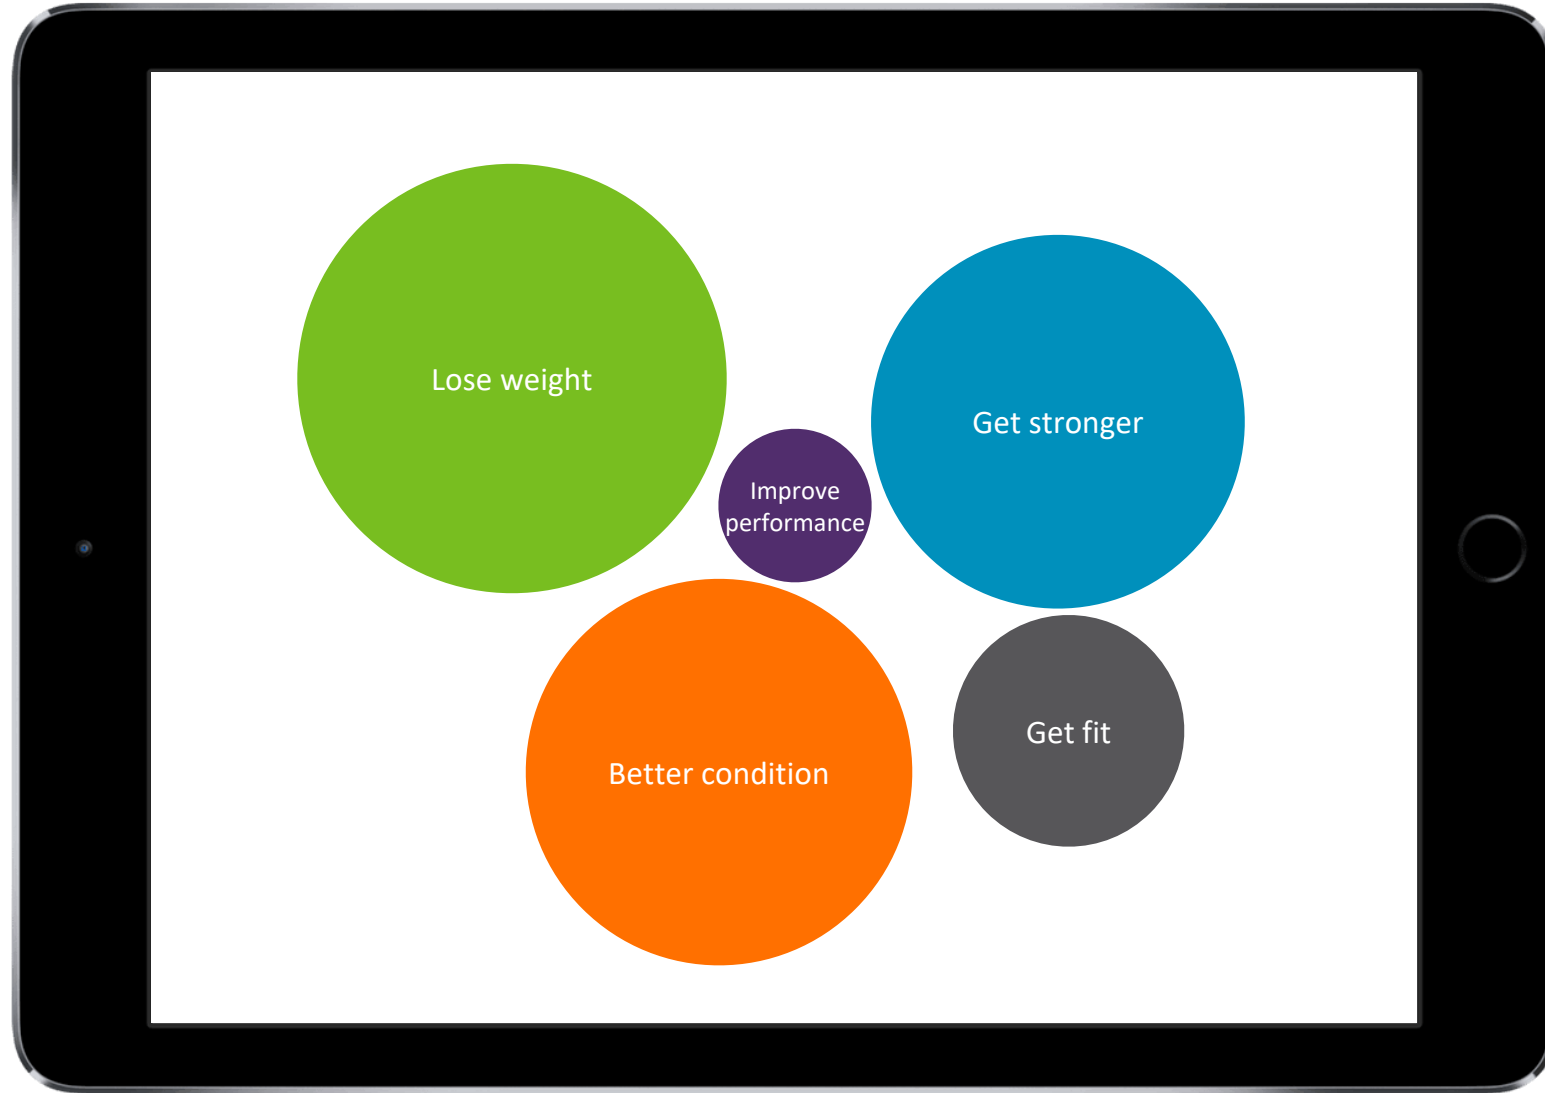 Lose weight
Get stronger
Improve
performance
Get fit
Better condition